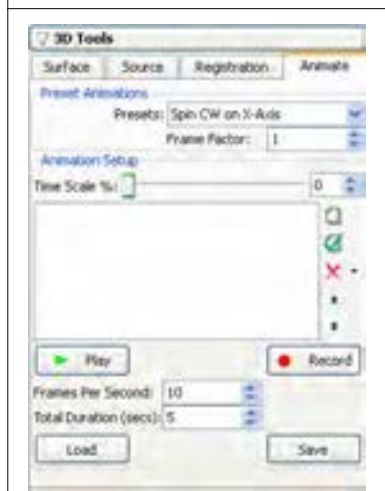 3D Tools
Surface Source Registration Animate
Preset Animations
Presets: Spin CW on X-Axis
Frame Factor: 1
Animation Setup
Time Scale %: 0
Play Record
Frames Per Second: 10
Total Duration (secs): 5
Load Save